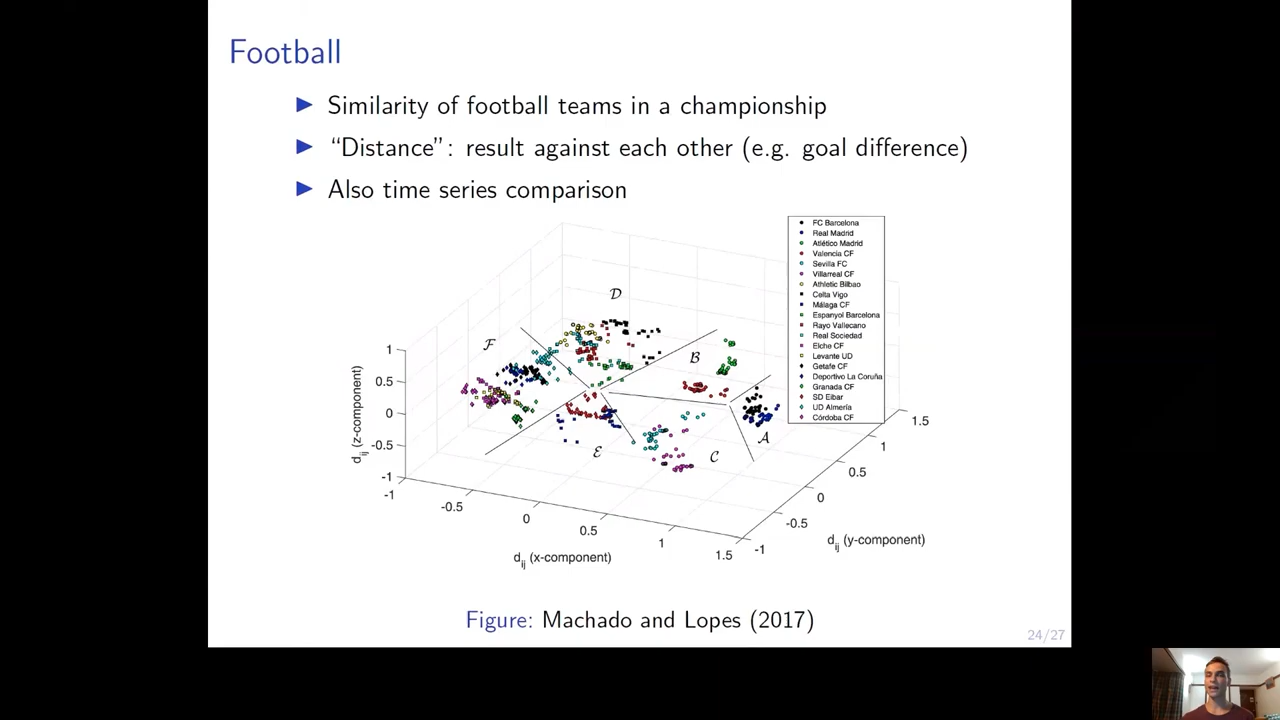 Football
Similarity of football teams in a championship
“Distance”: result against each other (e.g. goal difference)
Also time series comparison
FC Barcelona
Real Madrid
Atlético Madrid
Valencia CF
Sevilla FC
Villarreal CF
Athletic Bilbao
Celta Vigo
Málaga CF
Espanyol Barcelona
Rayo Vallecano
Real Sociedad
Elche CF
Levante UD
Getafe CF
Deportivo La Coruña
Granada CF
SD Eibar
UD Almería
Córdoba CF
D
F
B
A
E
C
1
0.5
0
-0.5
-1
d_ij (z-component)
-1
-0.5
0
0.5
1
1.5
d_ij (x-component)
-1
-0.5
0
0.5
1
1.5
d_ij (y-component)
Figure: Machado and Lopes (2017)
24/27